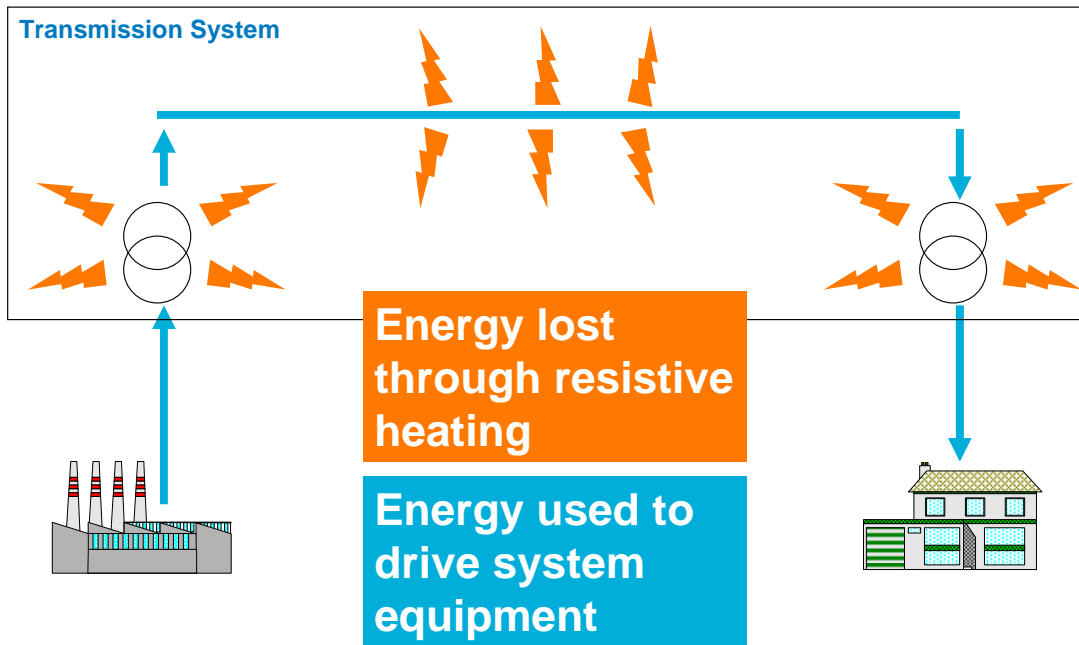 Transmission System
Energy lost
through resistive
heating
Energy used to
drive system
equipment